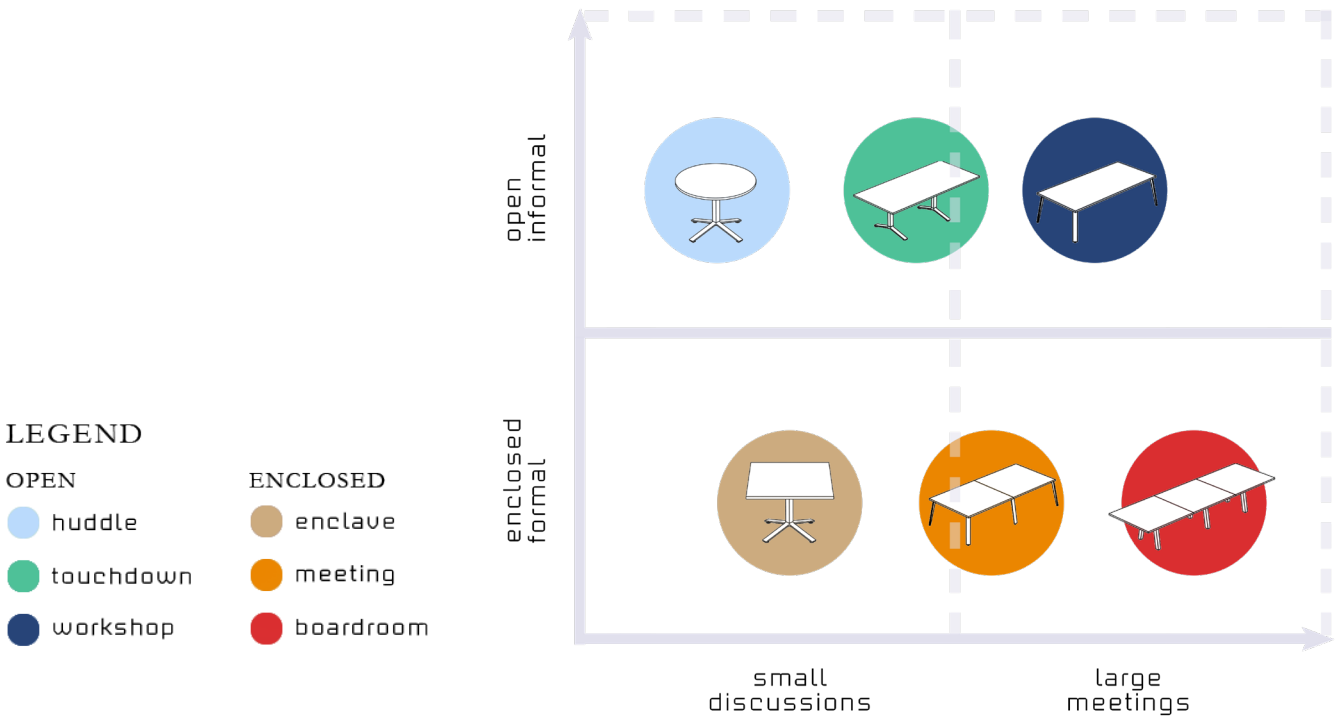 open
informal
enclosed
formal
LEGEND
OPEN
huddle
touchdown
workshop
ENCLOSED
enclave
meeting
boardroom
small
discussions
large
meetings